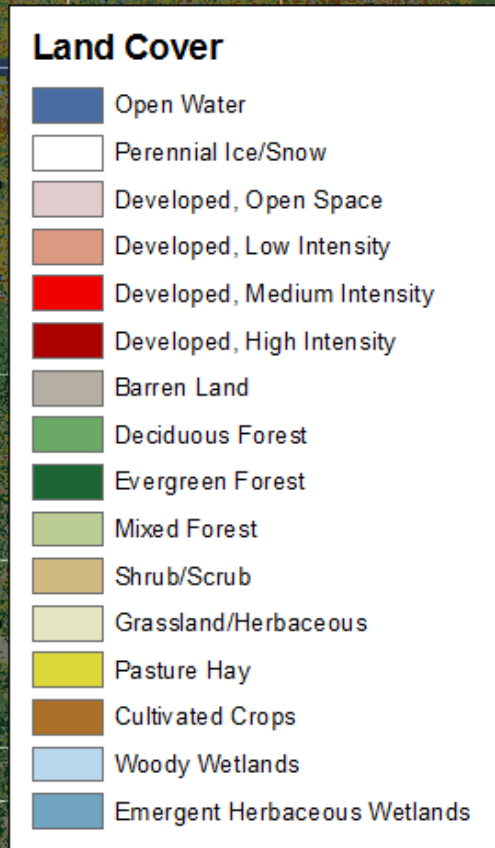 Land Cover
Open Water
Perennial Ice/Snow
Developed, Open Space
Developed, Low Intensity
Developed, Medium Intensity
Developed, High Intensity
Barren Land
Deciduous Forest
Evergreen Forest
Mixed Forest
Shrub/Scrub
Grassland/Herbaceous
Pasture Hay
Cultivated Crops
Woody Wetlands
Emergent Herbaceous Wetlands